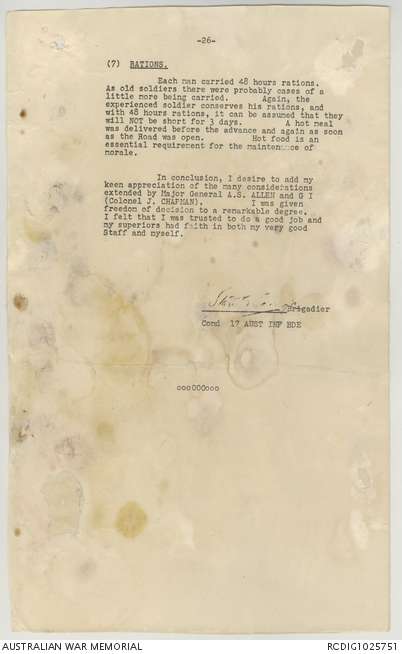 -26-
(7) RATIONS.
Each man carried 48 hours rations.
As old soldiers there were probably cases of a
little more being carried. Again, the
experienced soldier conserves his rations, and
with 48 hours rations, it can be assumed that they
will NOT be short for 3 days. A hot meal
was delivered before the advance and again as soon
as the Road was open. Hot food is an
essential requirement for the maintenance of
morale.
In conclusion, I desire to add my
keen appreciation of the many considerations
extended by Major General A.S. ALLEN and G I
(Colonel J. CHAPMAN). I was given
freedom of decision to a remarkable degree.
I felt that I was trusted to do a good job and
my superiors had faith in both my very good
Staff and myself.
Brigadier
Comd 17 AUST INF BDE
oooOOOooo
AUSTRALIAN WAR MEMORIAL
RCDIG1025751